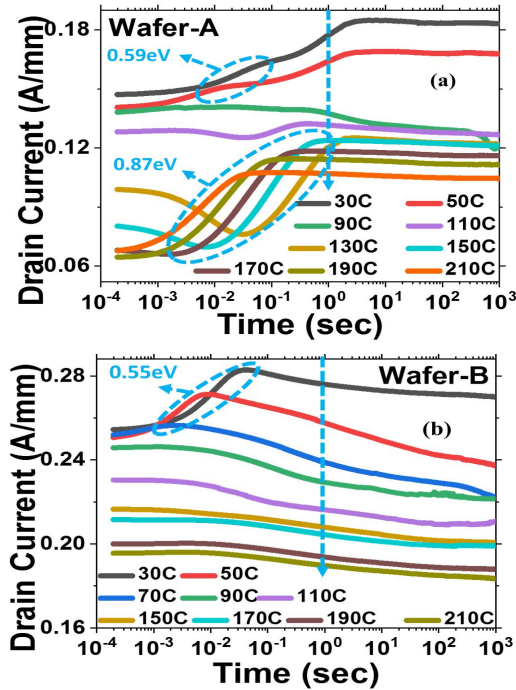 Wafer-A
0.59eV
(a)
0.87eV
0.18
0.12
0.06
Drain Current (A/mm)
30C 50C
90C 110C
130C 150C
170C 190C 210C
10⁻⁴ 10⁻³ 10⁻² 10⁻¹ 10⁰ 10¹ 10² 10³
Time (sec)
Wafer-B
0.55eV
(b)
0.28
0.24
0.20
0.16
Drain Current (A/mm)
30C 50C
70C 90C 110C
150C 170C 190C 210C
10⁻⁴ 10⁻³ 10⁻² 10⁻¹ 10⁰ 10¹ 10² 10³
Time (sec)